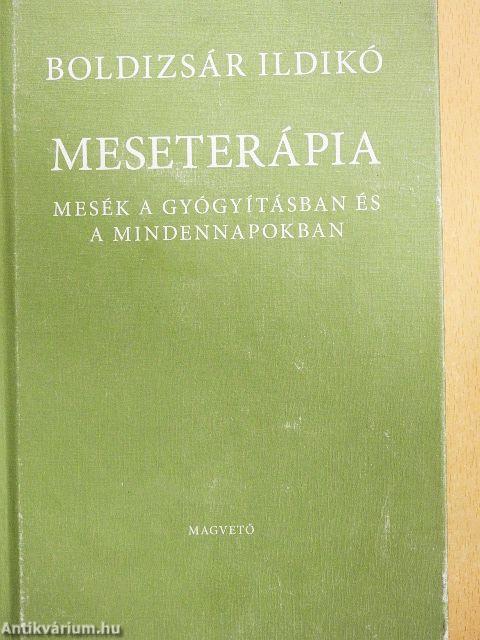 BOLDIZSÁR ILDIKÓ
MESETERÁPIA
MESÉK A GYÓGYÍTÁSBAN ÉS
A MINDENNAPOKBAN
MAGVETŐ
Antikvárium.hu